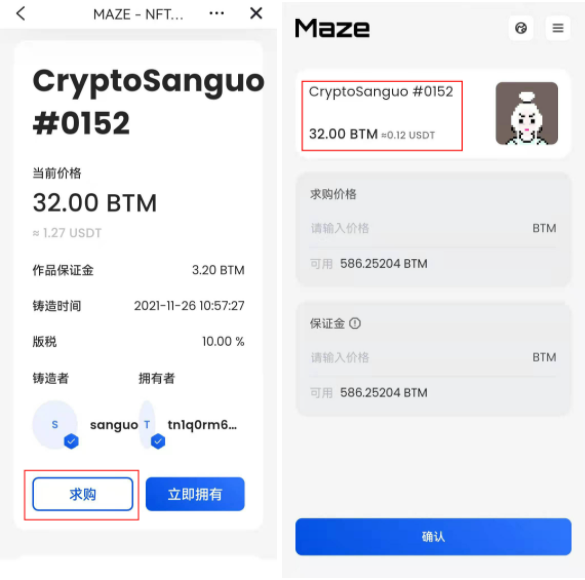 MAZE - NFT...
CryptoSanguo
#0152
当前价格
32.00 BTM
≈ 1.27 USDT
作品保证金 3.20 BTM
铸造时间 2021-11-26 10:57:27
版税 10.00 %
铸造者 拥有者
S sanguo T tn1q0rm6...
求购 立即拥有
Maze
CryptoSanguo #0152
32.00 BTM ≈0.12 USDT
求购价格
请输入价格 BTM
可用 586.25204 BTM
保证金
请输入价格 BTM
可用 586.25204 BTM
确认